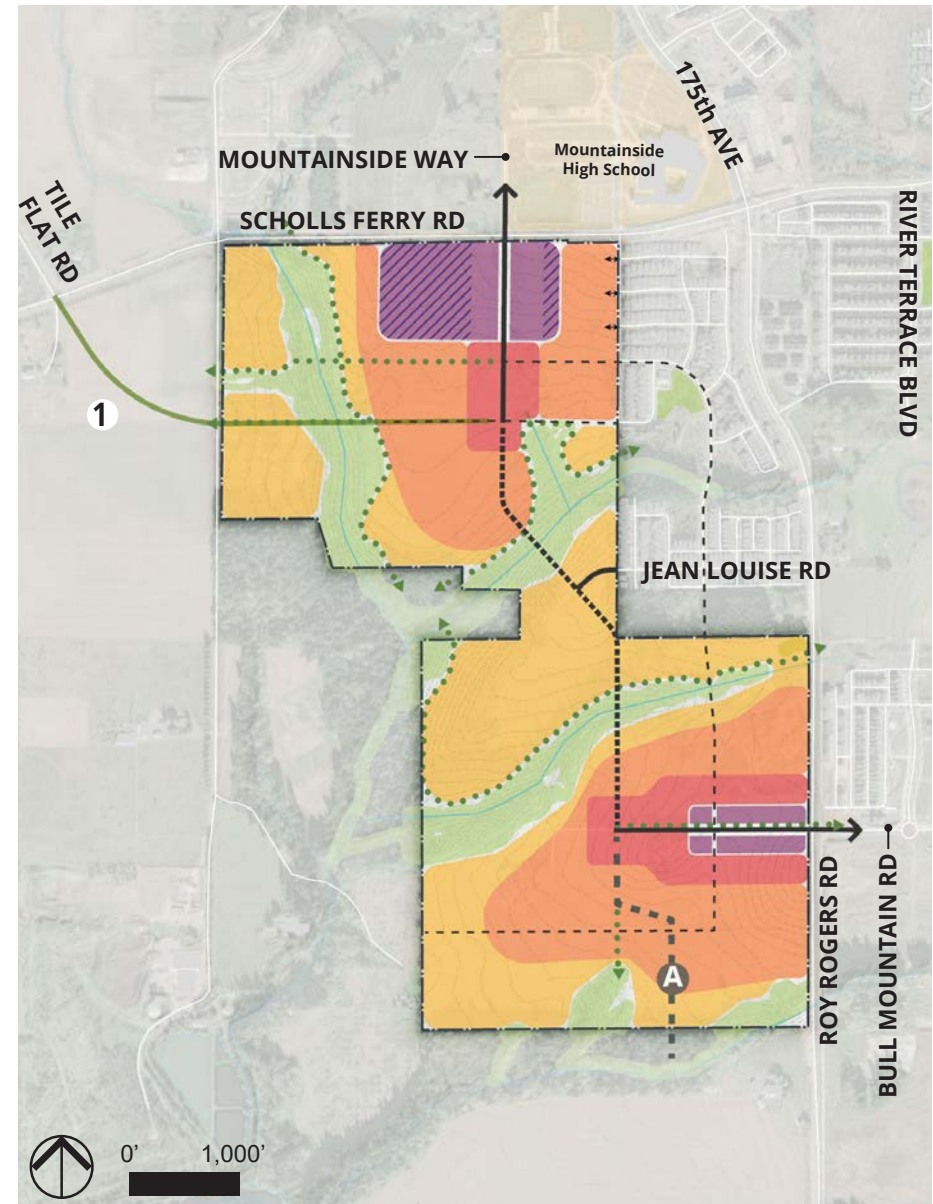 175th AVE
MOUNTAINSIDE WAY
Mountainside
High School
TILE
FLAT RD
SCHOLLS FERRY RD
RIVER TERRACE BLVD
1
JEAN LOUISE RD
A
ROY ROGERS RD
BULL MOUNTAIN RD
0' 1,000'